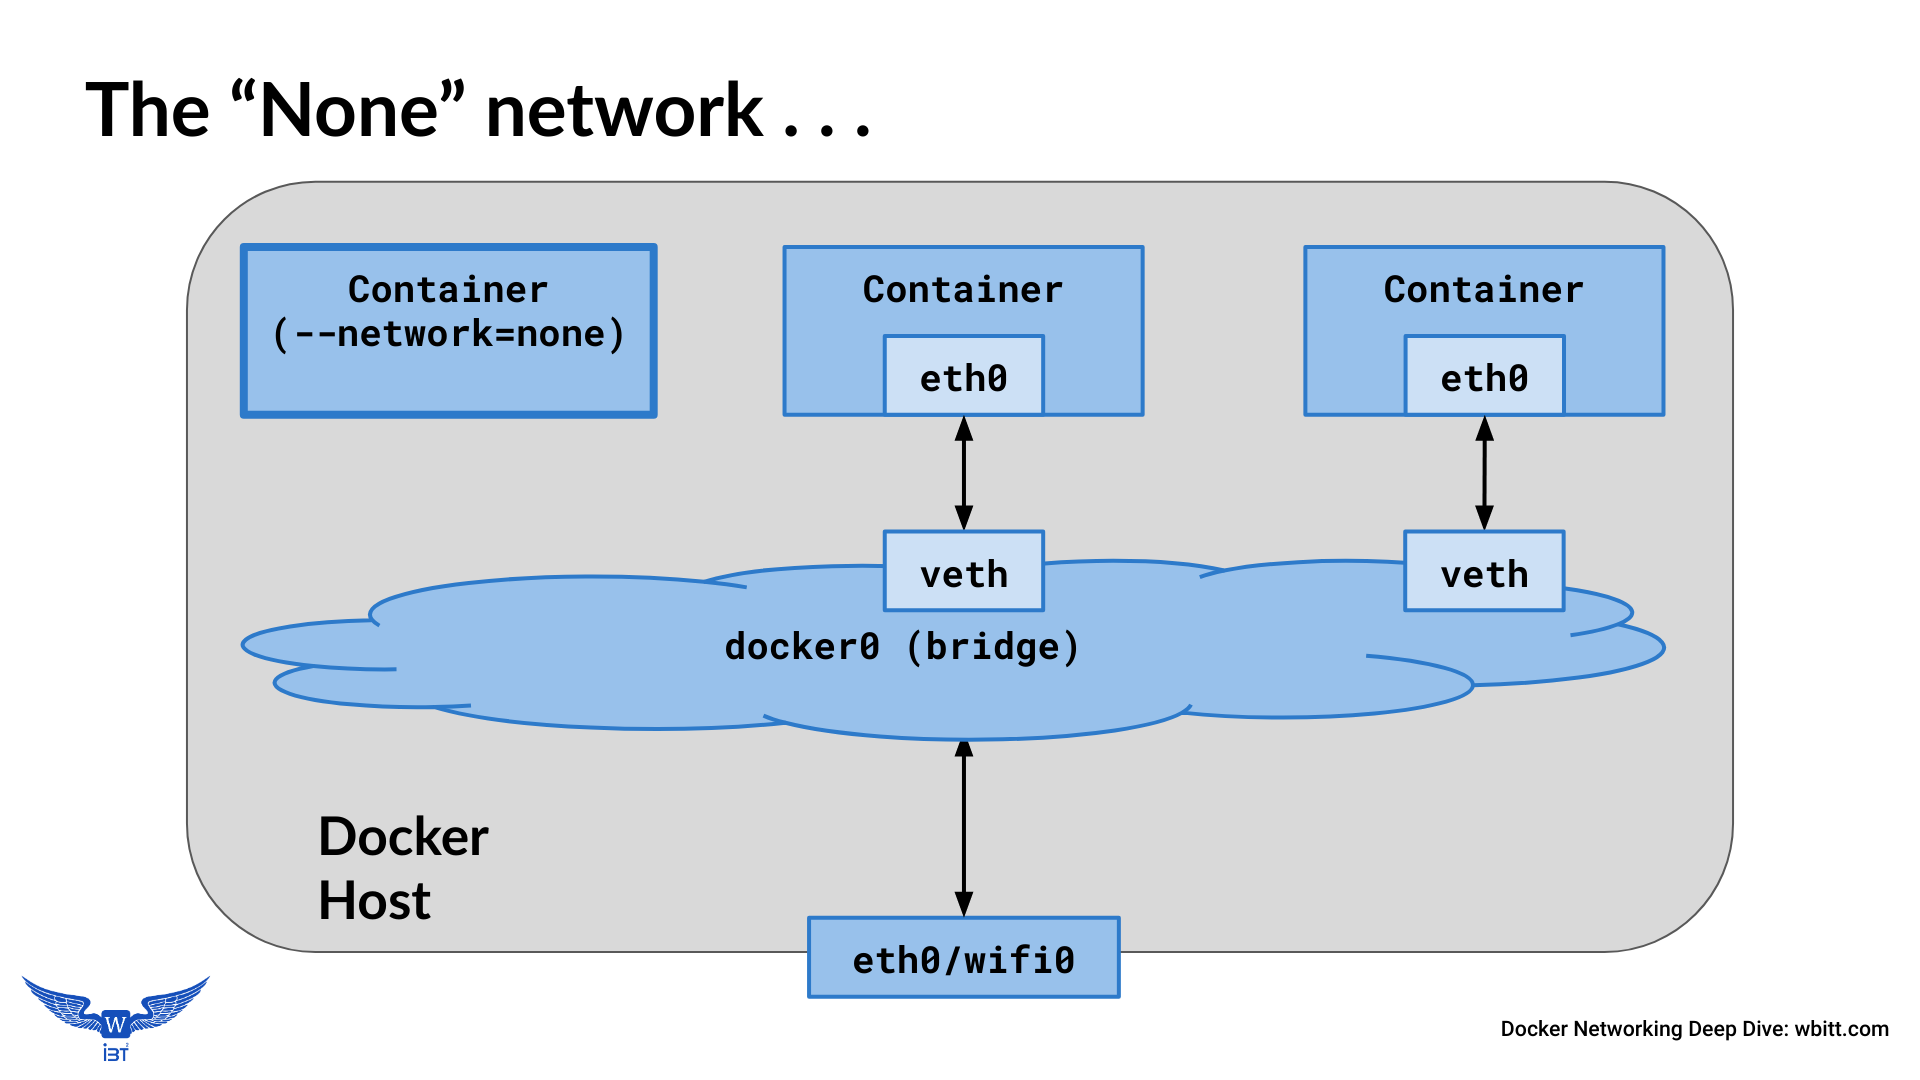 The “None” network . . .
Container
(--network=none)
Container
Container
eth0
eth0
veth
veth
docker0 (bridge)
Docker
Host
eth0/wifi0
W
iBT²
Docker Networking Deep Dive: wbitt.com